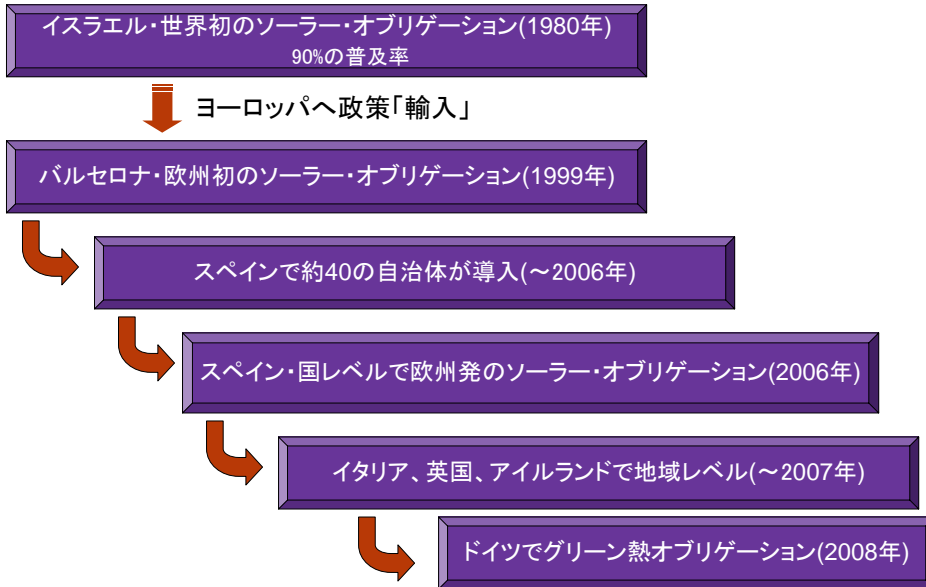 イスラエル・世界初のソーラー・オブリゲーション(1980年)
90%の普及率
ヨーロッパへ政策「輸入」
バルセロナ・欧州初のソーラー・オブリゲーション(1999年)
スペインで約40の自治体が導入(～2006年)
スペイン・国レベルで欧州発のソーラー・オブリゲーション(2006年)
イタリア、英国、アイルランドで地域レベル(～2007年)
ドイツでグリーン熱オブリゲーション(2008年)